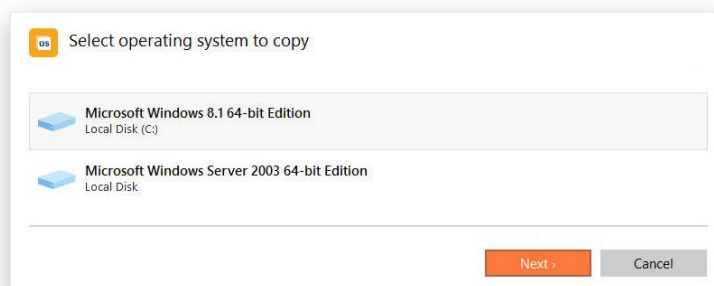 os
Select operating system to copy
Microsoft Windows 8.1 64-bit Edition
Local Disk (C:)
Microsoft Windows Server 2003 64-bit Edition
Local Disk
Next ›
Cancel